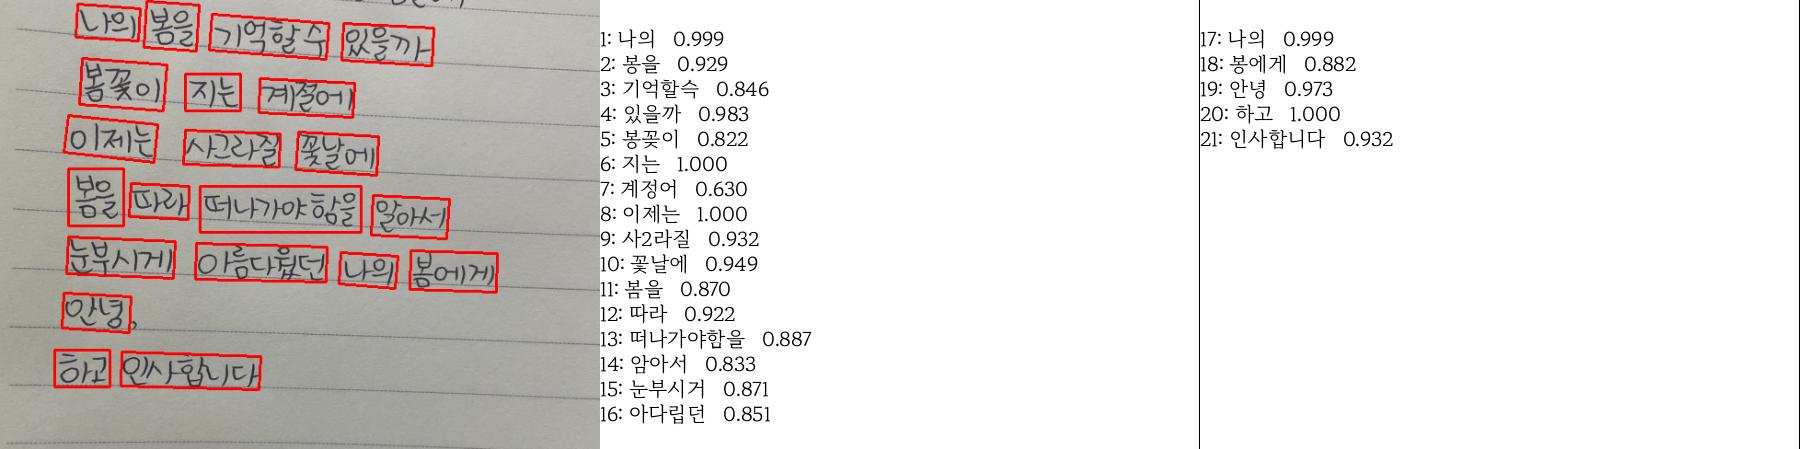 나의 봄을 기억할 수 있을까
봄꽃이 지는 계절에
이제는 사그라질 꽃날에
봄을 따라 떠나가야함을 알아서
눈부시게 아름다웠던 나의 봄에게
안녕,
하고 인사합니다
1: 나의 0.999
2: 봉을 0.929
3: 기억할슥 0.846
4: 있을까 0.983
5: 봉꽃이 0.822
6: 지는 1.000
7: 계정어 0.630
8: 이제는 1.000
9: 사2라질 0.932
10: 꽃날에 0.949
11: 봄을 0.870
12: 따라 0.922
13: 떠나가야함을 0.887
14: 암아서 0.833
15: 눈부시거 0.871
16: 아다립던 0.851
17: 나의 0.999
18: 봉에게 0.882
19: 안녕 0.973
20: 하고 1.000
21: 인사합니다 0.932